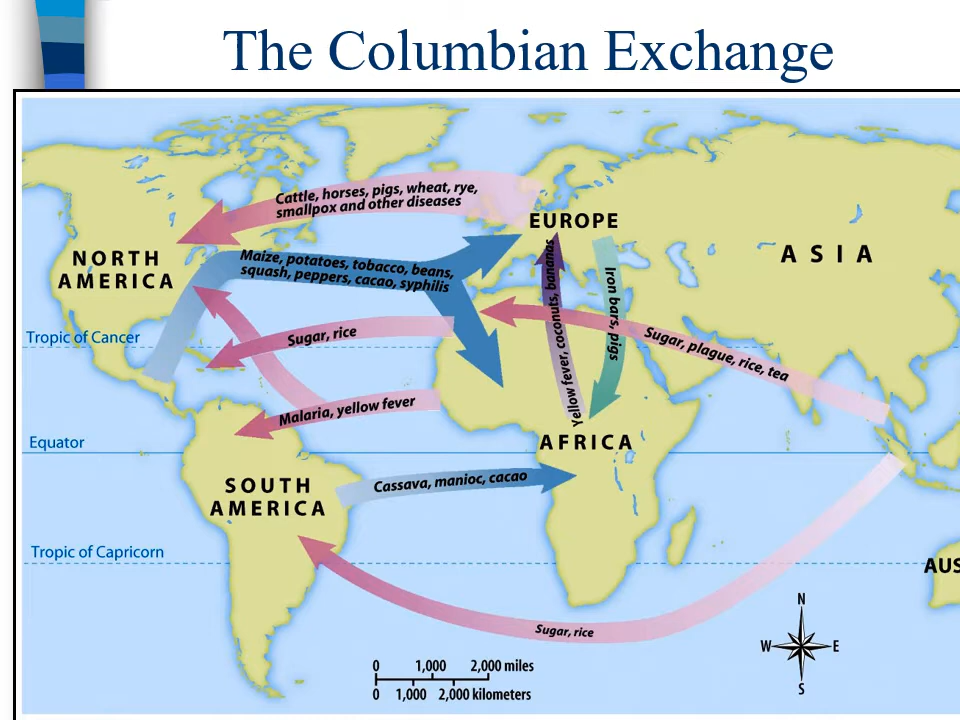 The Columbian Exchange
Cattle, horses, pigs, wheat, rye,
smallpox and other diseases
EUROPE
ASIA
NORTH
AMERICA
Maize, potatoes, tobacco, beans,
squash, peppers, cacao, syphilis
Yellow fever, coconuts, bananas
Iron bars, pigs
Tropic of Cancer
Sugar, rice
Sugar, plague, rice, tea
Malaria, yellow fever
Equator
AFRICA
SOUTH
AMERICA
Cassava, manioc, cacao
Tropic of Capricorn
AUS
Sugar, rice
N
W
E
S
0 1,000 2,000 miles
0 1,000 2,000 kilometers